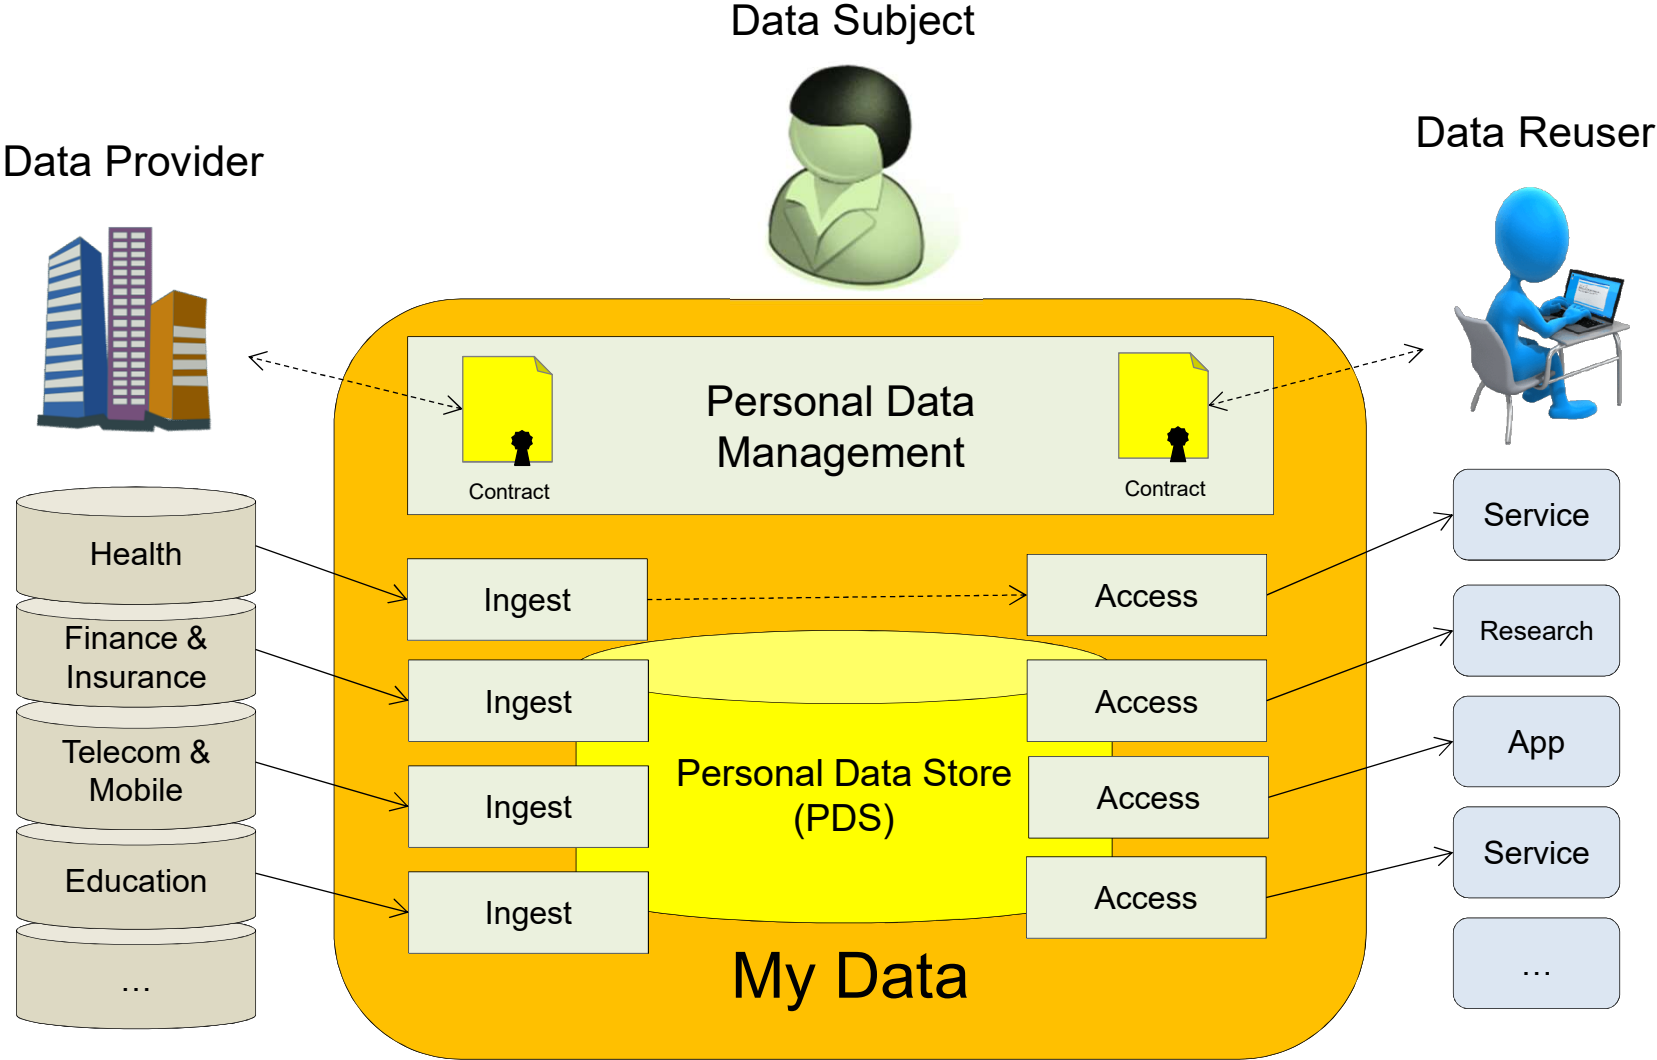 Data Subject
Data Provider
Data Reuser
Personal Data
Management
Contract
Contract
Health
Finance &
Insurance
Telecom &
Mobile
Education
...
Ingest
Ingest
Ingest
Ingest
Personal Data Store
(PDS)
Access
Access
Access
Access
My Data
Service
Research
App
Service
...